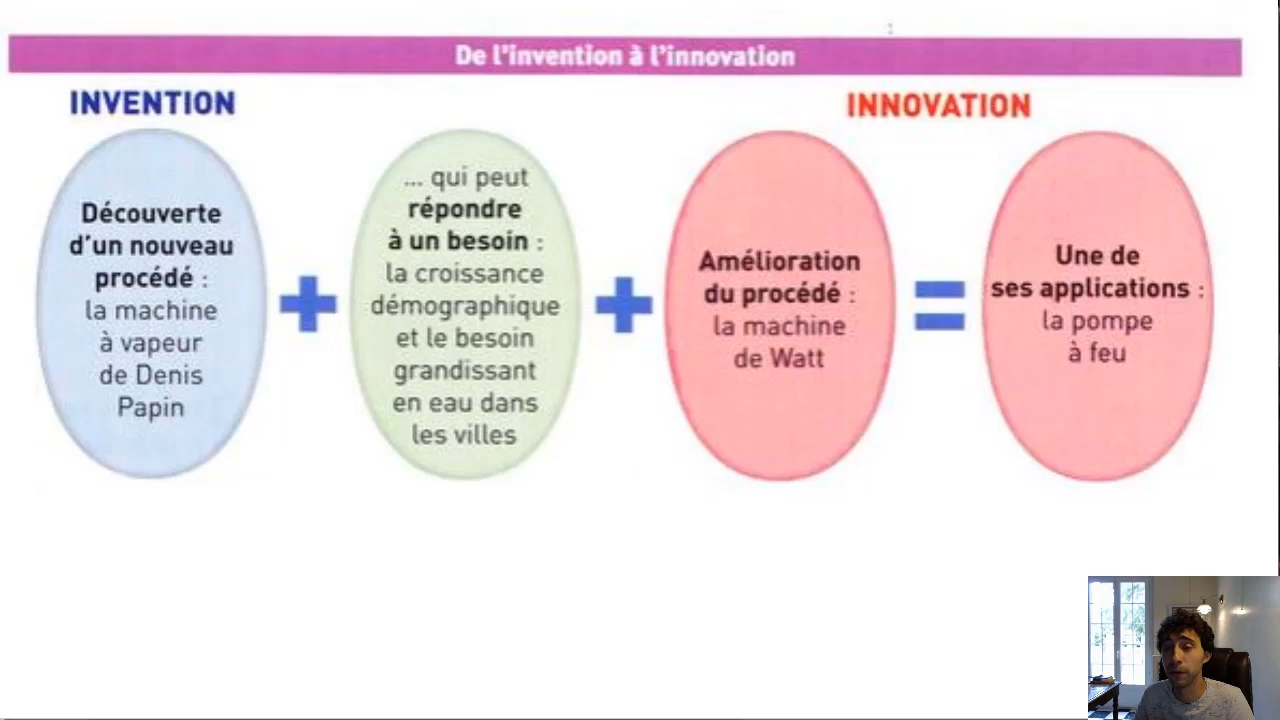 De l'invention à l'innovation
INVENTION
INNOVATION
Découverte
d'un nouveau
procédé :
la machine
à vapeur
de Denis
Papin
+
... qui peut
répondre
à un besoin :
la croissance
démographique
et le besoin
grandissant
en eau dans
les villes
+
Amélioration
du procédé :
la machine
de Watt
=
Une de
ses applications :
la pompe
à feu